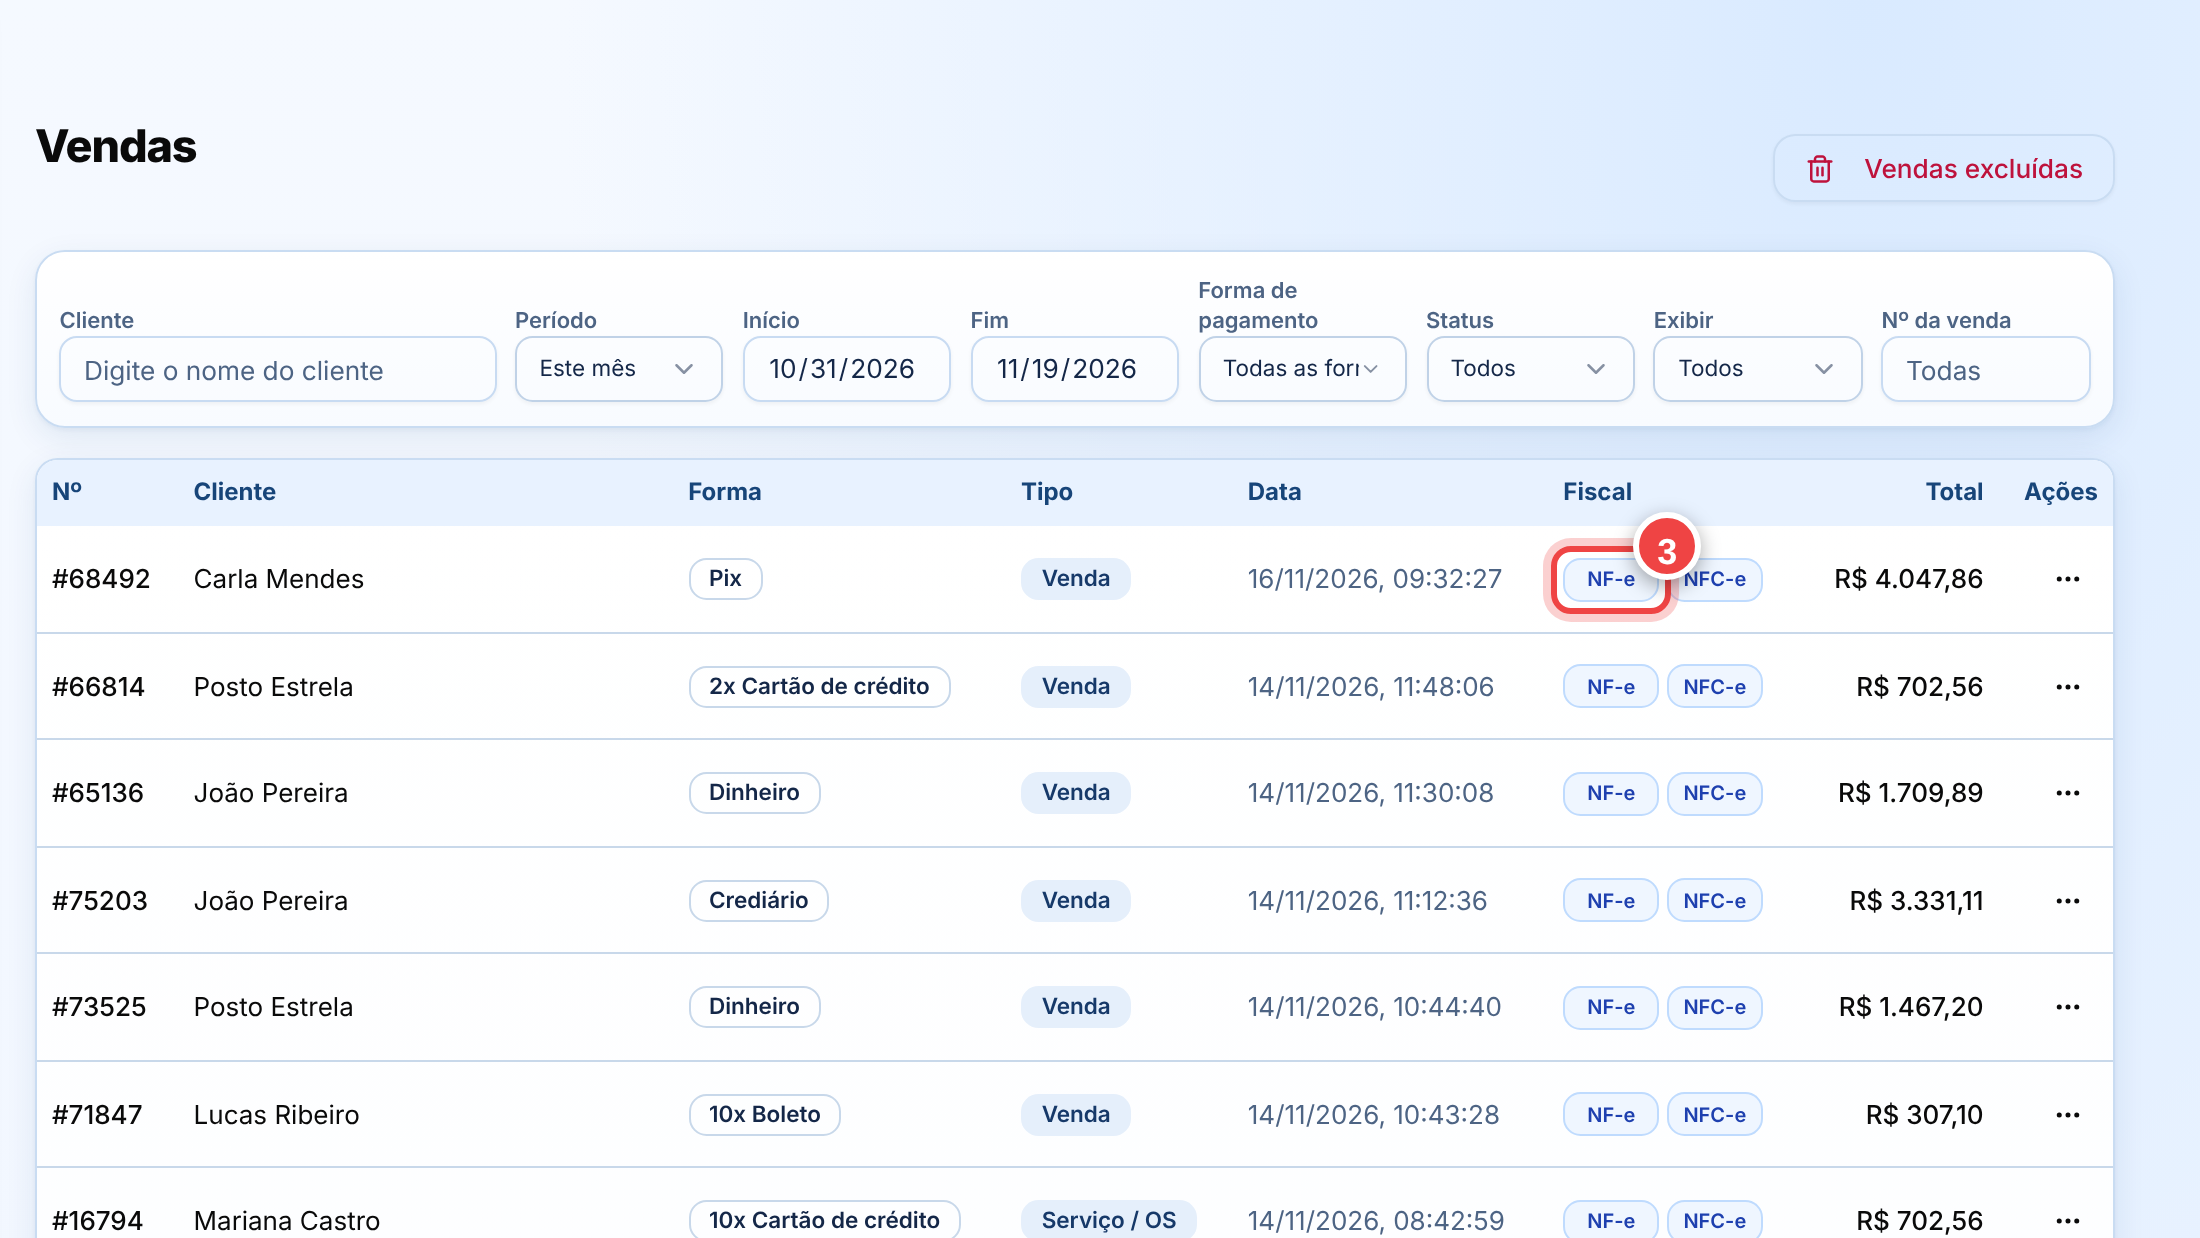 Vendas
Vendas excluídas
Cliente
Período
Início
Fim
Forma de
pagamento
Status
Exibir
Nº da venda
Digite o nome do cliente
Este mês
10/31/2026
11/19/2026
Todas as for
Todos
Todos
Todas
Nº Cliente Forma Tipo Data Fiscal Total Ações
3
#68492 Carla Mendes Pix Venda 16/11/2026, 09:32:27 NF-e NFC-e R$ 4.047,86
#66814 Posto Estrela 2x Cartão de crédito Venda 14/11/2026, 11:48:06 NF-e NFC-e R$ 702,56
#65136 João Pereira Dinheiro Venda 14/11/2026, 11:30:08 NF-e NFC-e R$ 1.709,89
#75203 João Pereira Crediário Venda 14/11/2026, 11:12:36 NF-e NFC-e R$ 3.331,11
#73525 Posto Estrela Dinheiro Venda 14/11/2026, 10:44:40 NF-e NFC-e R$ 1.467,20
#71847 Lucas Ribeiro 10x Boleto Venda 14/11/2026, 10:43:28 NF-e NFC-e R$ 307,10
#16794 Mariana Castro 10x Cartão de crédito Serviço / OS 14/11/2026, 08:42:59 NF-e NFC-e R$ 702,56